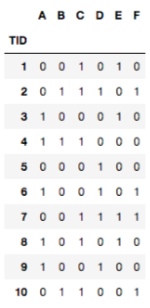 A B C D E F
TID
1 0 0 1 0 1 0
2 0 1 1 1 0 1
3 1 0 0 0 1 0
4 1 1 1 0 0 0
5 0 0 0 1 0 0
6 1 0 0 1 0 1
7 0 0 1 1 1 1
8 1 0 1 0 1 0
9 1 0 0 1 0 0
10 0 1 1 0 0 1